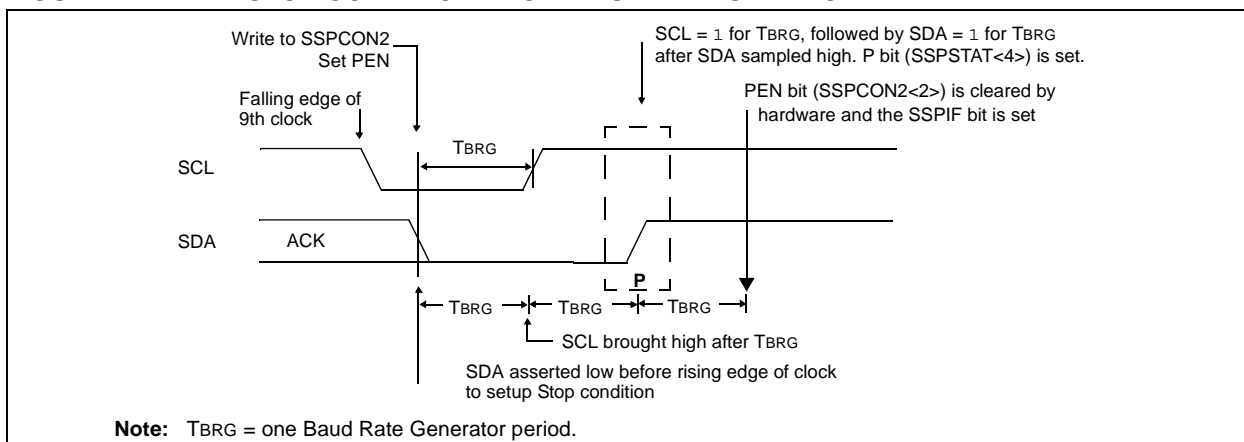 Write to SSPCON2
Set PEN
SCL = 1 for TBRG, followed by SDA = 1 for TBRG
after SDA sampled high. P bit (SSPSTAT<4>) is set.
PEN bit (SSPCON2<2>) is cleared by
hardware and the SSPIF bit is set
Falling edge of
9th clock
TBRG
SCL
SDA
ACK
P
TBRG
TBRG
TBRG
SCL brought high after TBRG
SDA asserted low before rising edge of clock
to setup Stop condition
Note: TBRG = one Baud Rate Generator period.